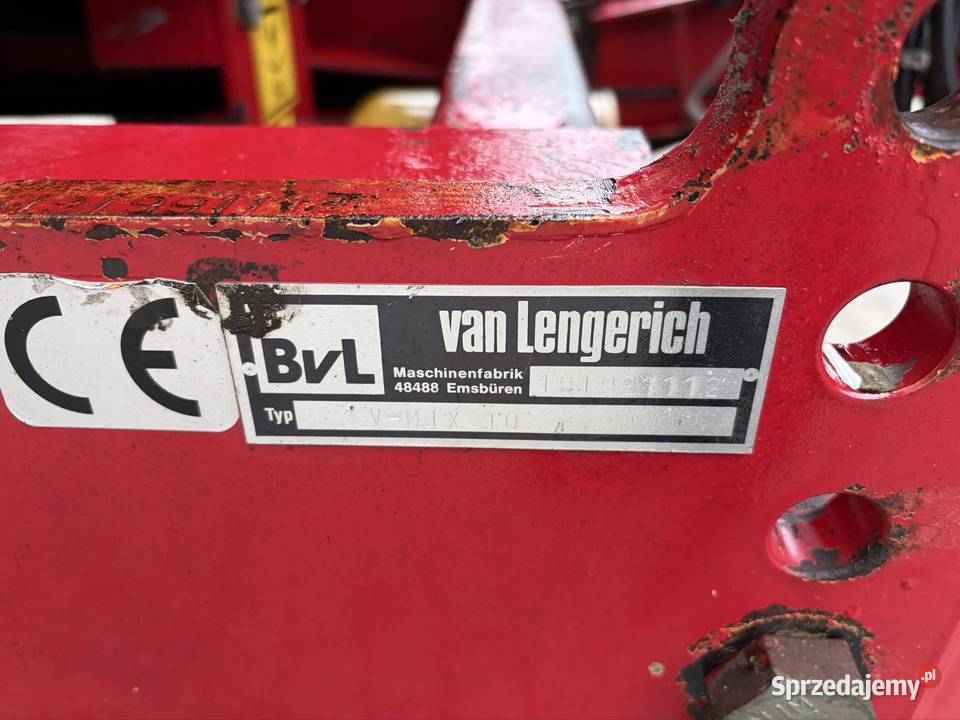 CE
BvL
van Lengerich
Maschinenfabrik
48488 Emsbüren
Typ V-MIX 10
Sprzedajemy.pl